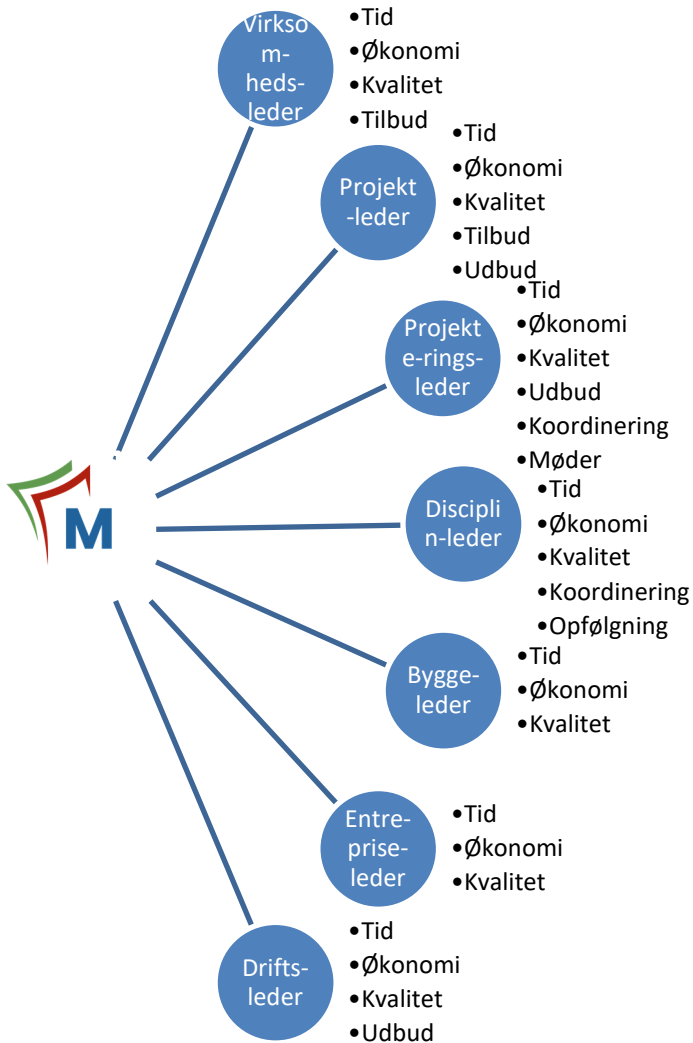 Virkso
m-
heds-
leder
•Tid
•Økonomi
•Kvalitet
•Tilbud
Projekt
-leder
•Tid
•Økonomi
•Kvalitet
•Tilbud
•Udbud
Projekt
e-rings-
leder
•Tid
•Økonomi
•Kvalitet
•Udbud
•Koordinering
•Møder
M
Discipli
n-leder
•Tid
•Økonomi
•Kvalitet
•Koordinering
•Opfølgning
Bygge-
leder
•Tid
•Økonomi
•Kvalitet
Entre-
prise-
leder
•Tid
•Økonomi
•Kvalitet
Drifts-
leder
•Tid
•Økonomi
•Kvalitet
•Udbud